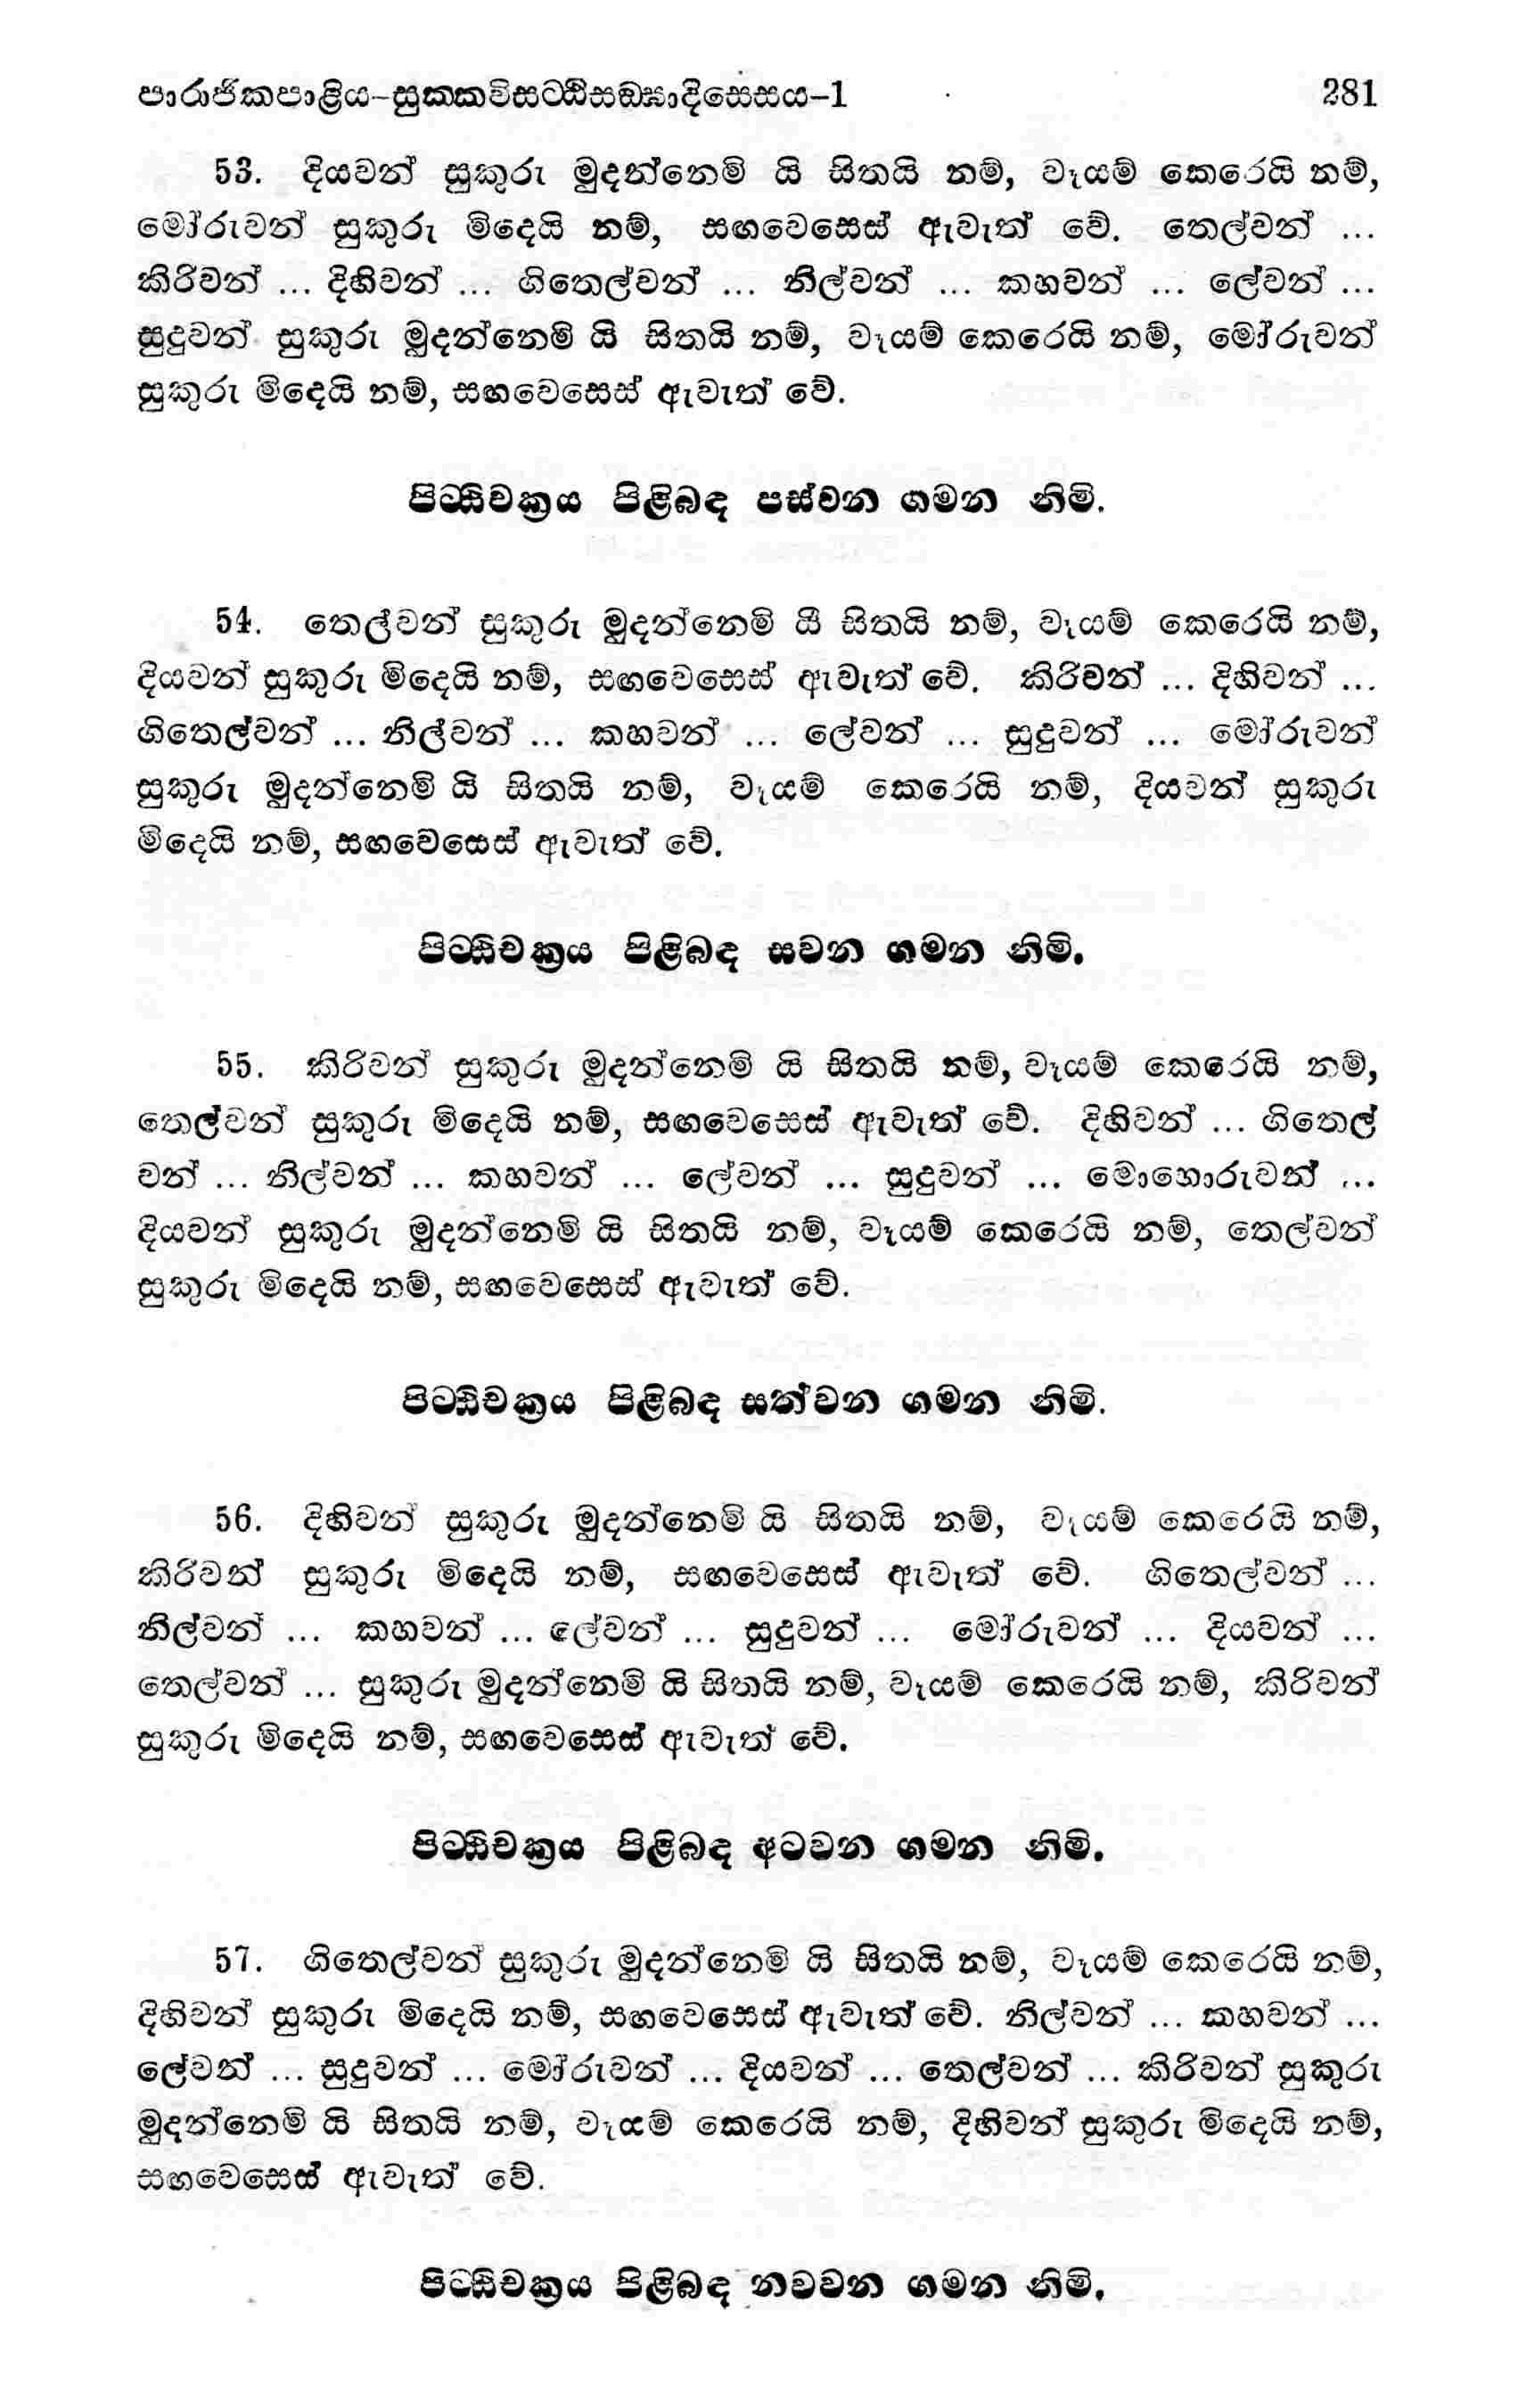 පාරාජිකපාළිය-සුක්කවිසට්ඨිසඞ්ඝාදිසෙසය-1 281
53. දියවන් සුකුරු මුදන්නෙමි යි සිතයි නම්, වෑයම් කෙරෙයි නම්,
මෝරුවන් සුකුරු මිදෙයි නම්, සඟවෙසෙස් ඇවැත් වේ. තෙල්වන් ...
කිරිවන් ... දිහිවන් ... ගිතෙල්වන් ... නිල්වන් ... කහවන් ... ලේවන් ...
සුදුවන් සුකුරු මුදන්නෙමි යි සිතයි නම්, වෑයම් කෙරෙයි නම්, මෝරුවන්
සුකුරු මිදෙයි නම්, සඟවෙසෙස් ඇවැත් වේ.
පිට්ඨිචක්‍රය පිළිබඳ පස්වන ගමන නිමි.
54. තෙල්වන් සුකුරු මුදන්නෙමි යි සිතයි නම්, වෑයම් කෙරෙයි නම්,
දියවන් සුකුරු මිදෙයි නම්, සඟවෙසෙස් ඇවැත් වේ. කිරිවන් ... දිහිවන් ...
ගිතෙල්වන් ... නිල්වන් ... කහවන් ... ලේවන් ... සුදුවන් ... මෝරුවන්
සුකුරු මුදන්නෙමි යි සිතයි නම්, වෑයම් කෙරෙයි නම්, දියවන් සුකුරු
මිදෙයි නම්, සඟවෙසෙස් ඇවැත් වේ.
පිට්ඨිචක්‍රය පිළිබඳ සවන ගමන නිමි.
55. කිරිවන් සුකුරු මුදන්නෙමි යි සිතයි නම්, වෑයම් කෙරෙයි නම්,
තෙල්වන් සුකුරු මිදෙයි නම්, සඟවෙසෙස් ඇවැත් වේ. දිහිවන් ... ගිතෙල්
වන් ... නිල්වන් ... කහවන් ... ලේවන් ... සුදුවන් ... මොහොරුවන් ...
දියවන් සුකුරු මුදන්නෙමි යි සිතයි නම්, වෑයම් කෙරෙයි නම්, තෙල්වන්
සුකුරු මිදෙයි නම්, සඟවෙසෙස් ඇවැත් වේ.
පිට්ඨිචක්‍රය පිළිබඳ සත්වන ගමන නිමි.
56. දිහිවන් සුකුරු මුදන්නෙමි යි සිතයි නම්, වෑයම් කෙරෙයි නම්,
කිරිවන් සුකුරු මිදෙයි නම්, සඟවෙසෙස් ඇවැත් වේ. ගිතෙල්වන් ...
නිල්වන් ... කහවන් ... ලේවන් ... සුදුවන් ... මෝරුවන් ... දියවන් ...
තෙල්වන් ... සුකුරු මුදන්නෙමි යි සිතයි නම්, වෑයම් කෙරෙයි නම්, කිරිවන්
සුකුරු මිදෙයි නම්, සඟවෙසෙස් ඇවැත් වේ.
පිට්ඨිචක්‍රය පිළිබඳ අටවන ගමන නිමි.
57. ගිතෙල්වන් සුකුරු මුදන්නෙමි යි සිතයි නම්, වෑයම් කෙරෙයි නම්,
දිහිවන් සුකුරු මිදෙයි නම්, සඟවෙසෙස් ඇවැත් වේ. නිල්වන් ... කහවන් ...
ලේවන් ... සුදුවන් ... මෝරුවන් ... දියවන් ... තෙල්වන් ... කිරිවන් සුකුරු
මුදන්නෙමි යි සිතයි නම්, වෑයම් කෙරෙයි නම්, දිහිවන් සුකුරු මිදෙයි නම්,
සඟවෙසෙස් ඇවැත් වේ.
පිට්ඨිචක්‍රය පිළිබඳ නවවන ගමන නිමි.